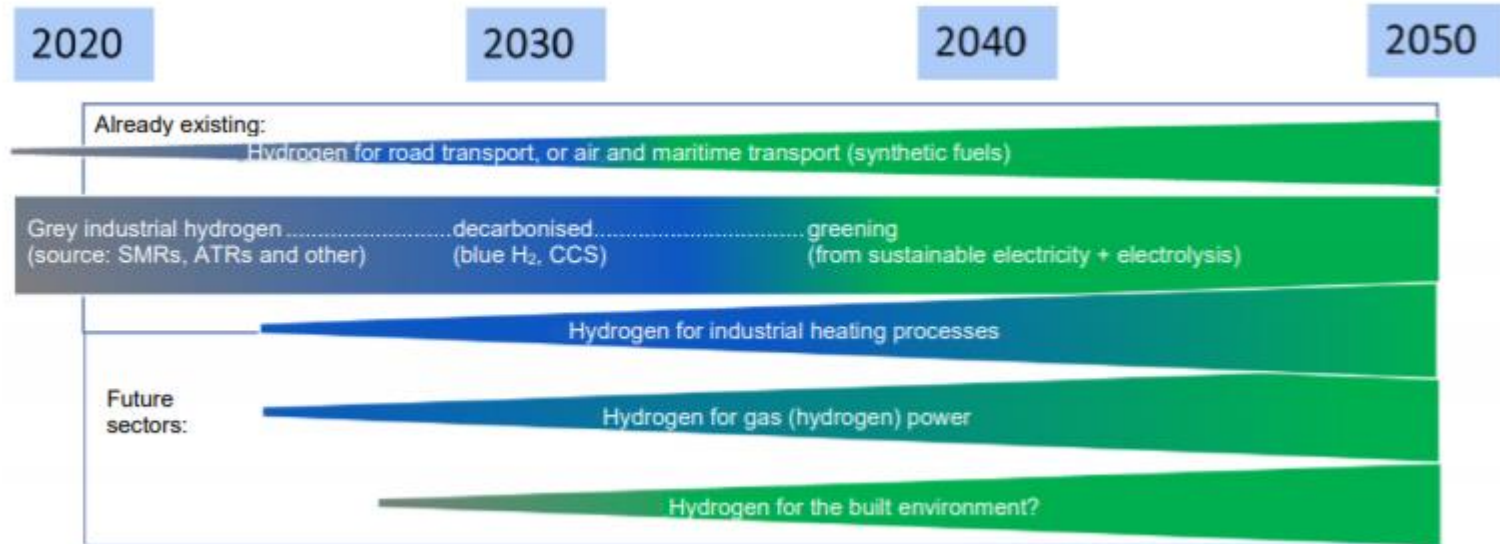 2020
2030
2040
2050
Already existing:
Hydrogen for road transport, or air and maritime transport (synthetic fuels)
Grey industrial hydrogen ........................... decarbonised.................................. greening
(source: SMRs, ATRs and other) (blue H₂, CCS) (from sustainable electricity + electrolysis)
Hydrogen for industrial heating processes
Future
sectors:
Hydrogen for gas (hydrogen) power
Hydrogen for the built environment?